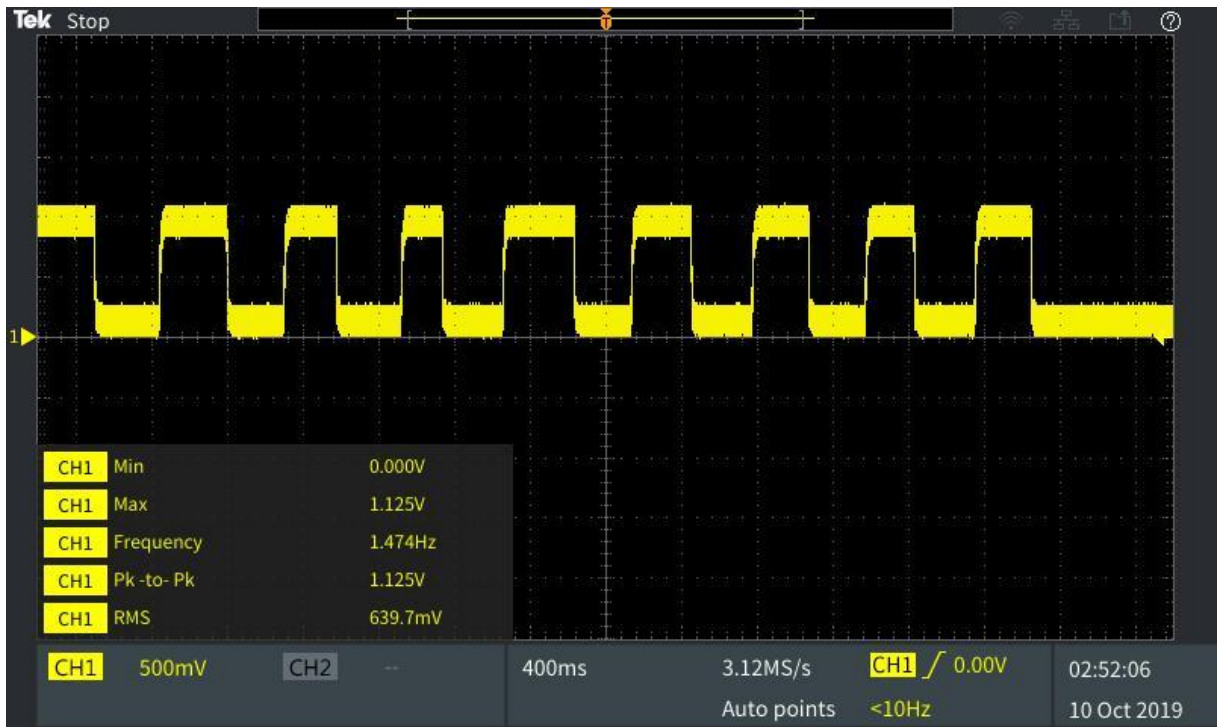 Tek Stop
T
?
1
CH1 Min 0.000V
CH1 Max 1.125V
CH1 Frequency 1.474Hz
CH1 Pk -to- Pk 1.125V
CH1 RMS 639.7mV
CH1 500mV CH2 -- 400ms 3.12MS/s CH1 0.00V 02:52:06
Auto points <10Hz 10 Oct 2019